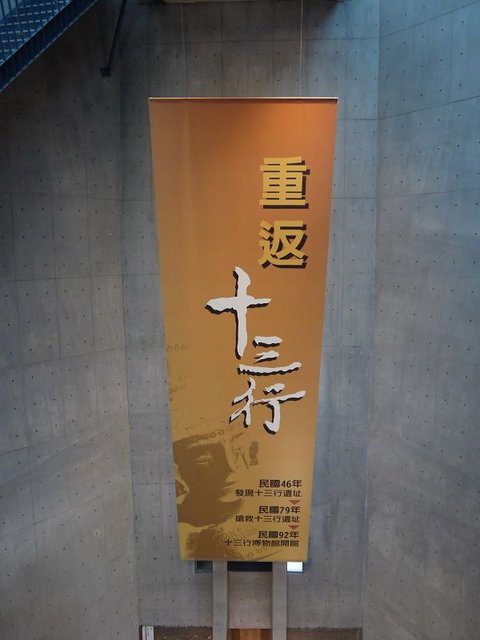 重返
十三行
民國46年
發現十三行遺址
民國79年
搶救十三行遺址
民國92年
十三行博物館開館